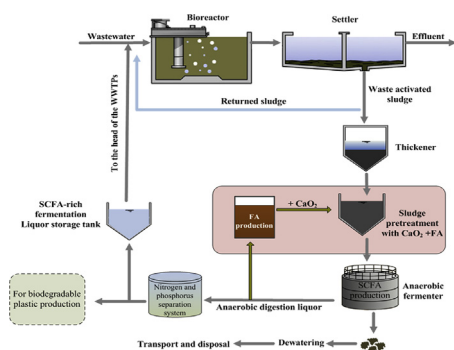 Bioreactor
Settler
Wastewater
Effluent
Returned sludge
Waste activated
sludge
To the head of the WWTPs
Thickener
+ CaO₂
FA
production
Sludge pretreatment
with CaO₂ +FA
SCFA-rich
fermentation
Liquor storage
tank
SCFA
production
Anaerobic
fermenter
For biodegradable
plastic production
Nitrogen and
phosphorus
separation
system
Anaerobic digestion liquor
Transport and disposal
Dewatering